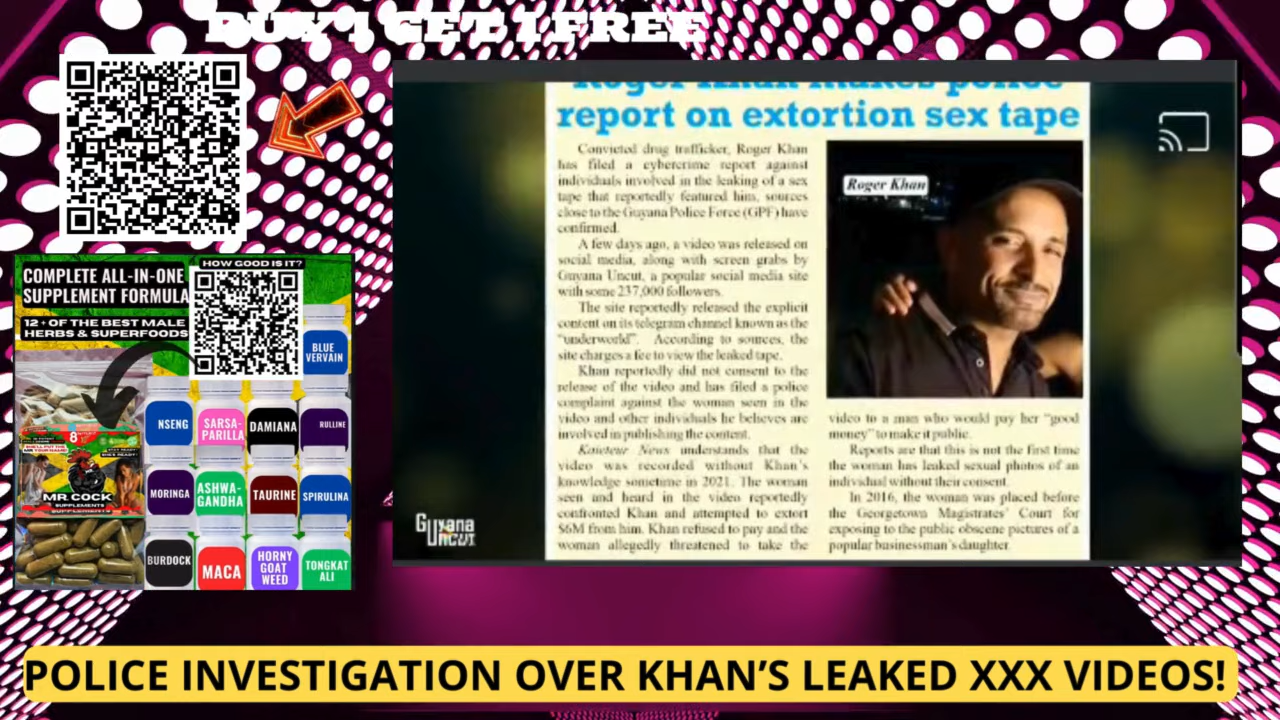 BUY 1 GET 1 FREE
COMPLETE ALL-IN-ONE
SUPPLEMENT FORMULA
12+ OF THE BEST MALE
HERBS & SUPERFOODS
HOW GOOD IS IT?
BLUE
VERVAIN
NSENG
SARSA-
PARILLA
DAMIANA
RULLINE
MORINGA
ASHWA-
GANDHA
TAURINE
SPIRULINA
MR COCK
SUPPLEMENTS
BURDOCK
MACA
HORNY
GOAT
WEED
TONGKAT
ALI
Roger Khan makes police
report on extortion sex tape
Convicted drug trafficker, Roger Khan
has filed a cybercrime report against
individuals involved in the leaking of a sex
tape that reportedly featured him, sources
close to the Guyana Police Force (GPF) have
confirmed.
A few days ago, a video was released on
social media, along with screen grabs by
Guyana Uncut, a popular social media site
with some 237,000 followers.
The site reportedly released the explicit
content on its telegram channel known as the
"underworld". According to sources, the
site charges a fee to view the leaked tape.
Khan reportedly did not consent to the
release of the video and has filed a police
complaint against the woman seen in the
video and other individuals he believes are
involved in publishing the content.
Kaieteur News understands that the
video was recorded without Khan's
knowledge sometime in 2021. The woman
seen and heard in the video reportedly
confronted Khan and attempted to extort
$6M from him. Khan refused to pay and the
woman allegedly threatened to take the
Roger Khan
video to a man who would pay her "good
money" to make it public.
Reports are that this is not the first time
the woman has leaked sexual photos of an
individual without their consent.
In 2016, the woman was placed before
the Georgetown Magistrates' Court for
exposing to the public obscene pictures of a
popular businessman's daughter.
Guyana
Uncut
POLICE INVESTIGATION OVER KHAN'S LEAKED XXX VIDEOS!